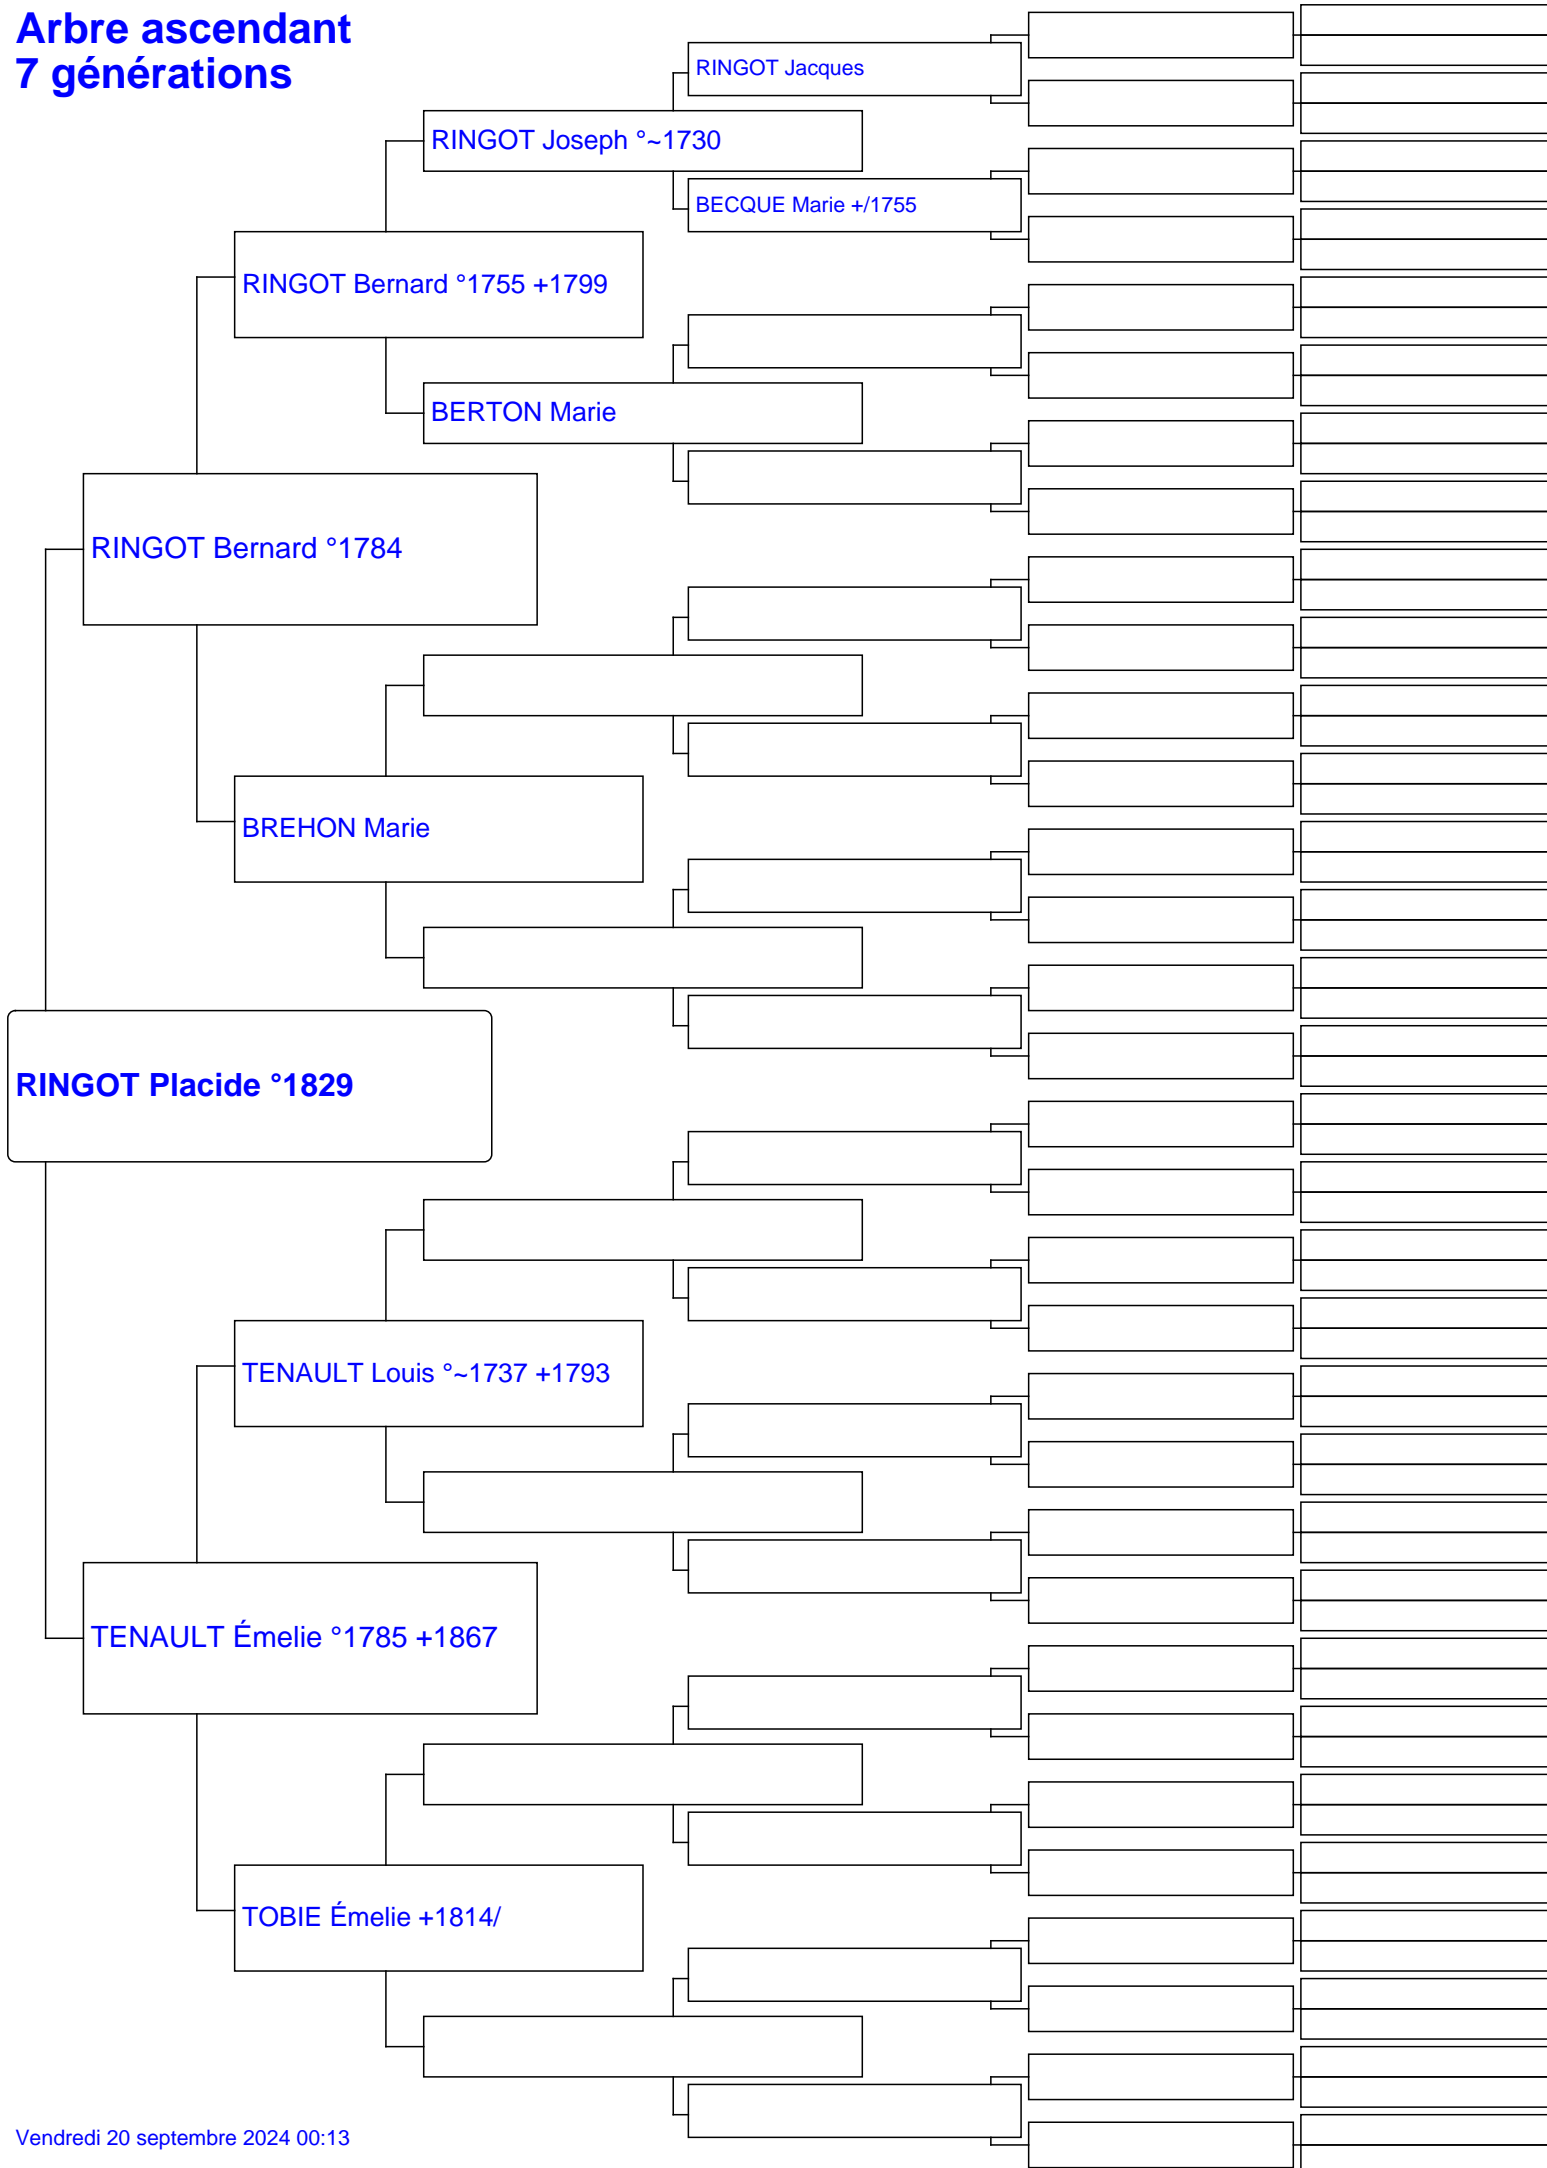 Arbre ascendant
7 générations
RINGOT Jacques
RINGOT Joseph °~1730
BECQUE Marie +/1755
RINGOT Bernard °1755 +1799
BERTON Marie
RINGOT Bernard °1784
BREHON Marie
RINGOT Placide °1829
TENAULT Louis °~1737 +1793
TENAULT Émelie °1785 +1867
TOBIE Émelie +1814/
Vendredi 20 septembre 2024 00:13